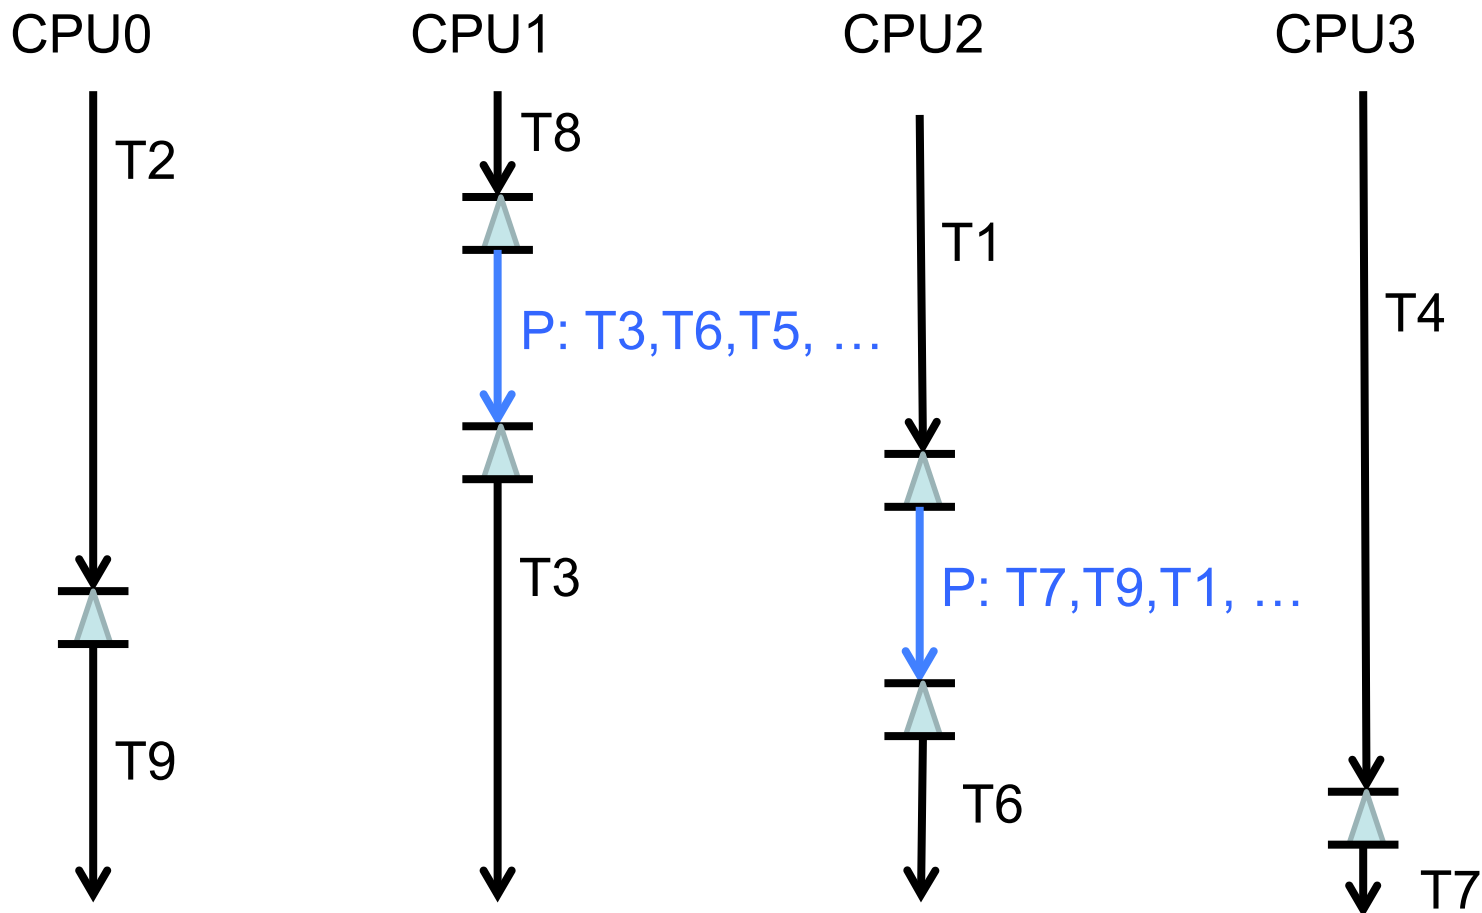 CPU0 CPU1 CPU2 CPU3
T8
T2
T1
T4
P: T3,T6,T5, …
T3
P: T7,T9,T1, …
T9
T6
T7